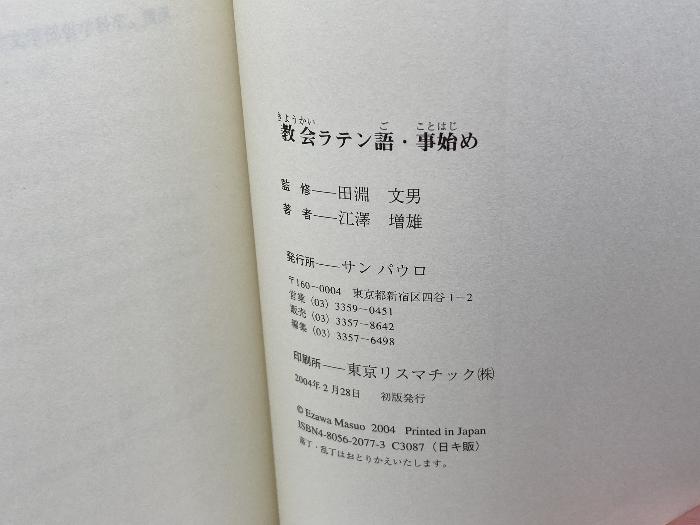 きょうかい ご ことはじ
教会ラテン語・事始め
監 修──田淵 文男
著 者──江澤 増雄
発行所──サン パウロ
〒160-0004 東京都新宿区四谷1-2
営業 (03) 3359-0451
販売 (03) 3357-8642
編集 (03) 3357-6498
印刷所──東京リスマチック㈱
2004年2月28日 初版発行
© Ezawa Masuo 2004 Printed in Japan
ISBN4-8056-2077-3 C3087 (日キ販)
落丁・乱丁はおとりかえいたします。